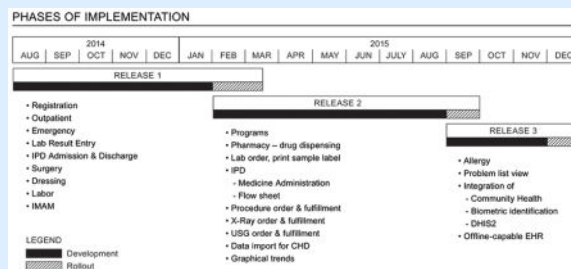 PHASES OF IMPLEMENTATION
2014 2015
AUG SEP OCT NOV DEC JAN FEB MAR APR MAY JUN JULY AUG SEP OCT NOV DEC
RELEASE 1
• Registration
• Outpatient
• Emergency
• Lab Result Entry
• IPD Admission & Discharge
• Surgery
• Dressing
• Labor
• IMAM
RELEASE 2
• Programs
• Pharmacy – drug dispensing
• Lab order, print sample label
• IPD
- Medicine Administration
- Flow sheet
• Procedure order & fulfillment
• X-Ray order & fulfillment
• USG order & fulfillment
• Data import for CHD
• Graphical trends
RELEASE 3
• Allergy
• Problem list view
• Integration of
- Community Health
- Biometric identification
- DHIS2
• Offline-capable EHR
LEGEND
Development
Rollout